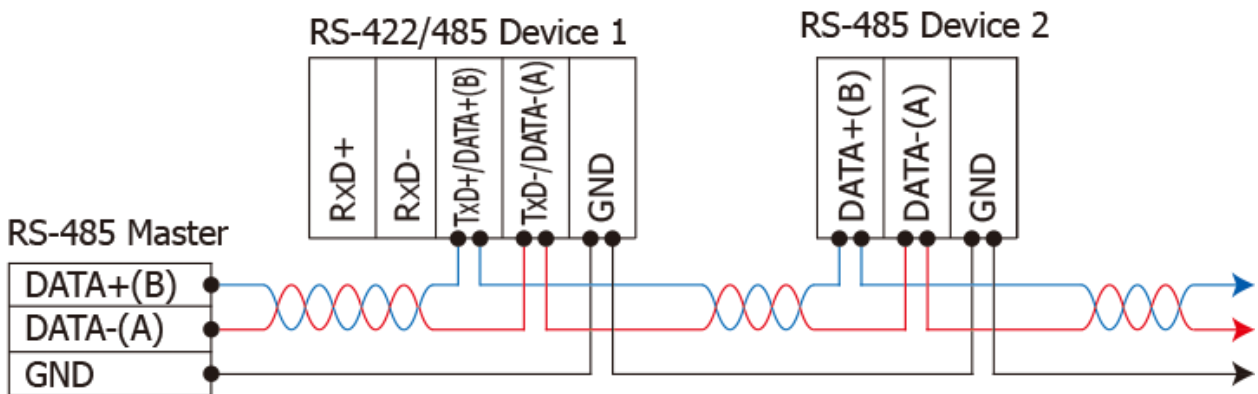 RS-422/485 Device 1
RS-485 Device 2
RxD+
RxD-
TxD+/DATA+(B)
TxD-/DATA-(A)
GND
DATA+(B)
DATA-(A)
GND
RS-485 Master
DATA+(B)
DATA-(A)
GND